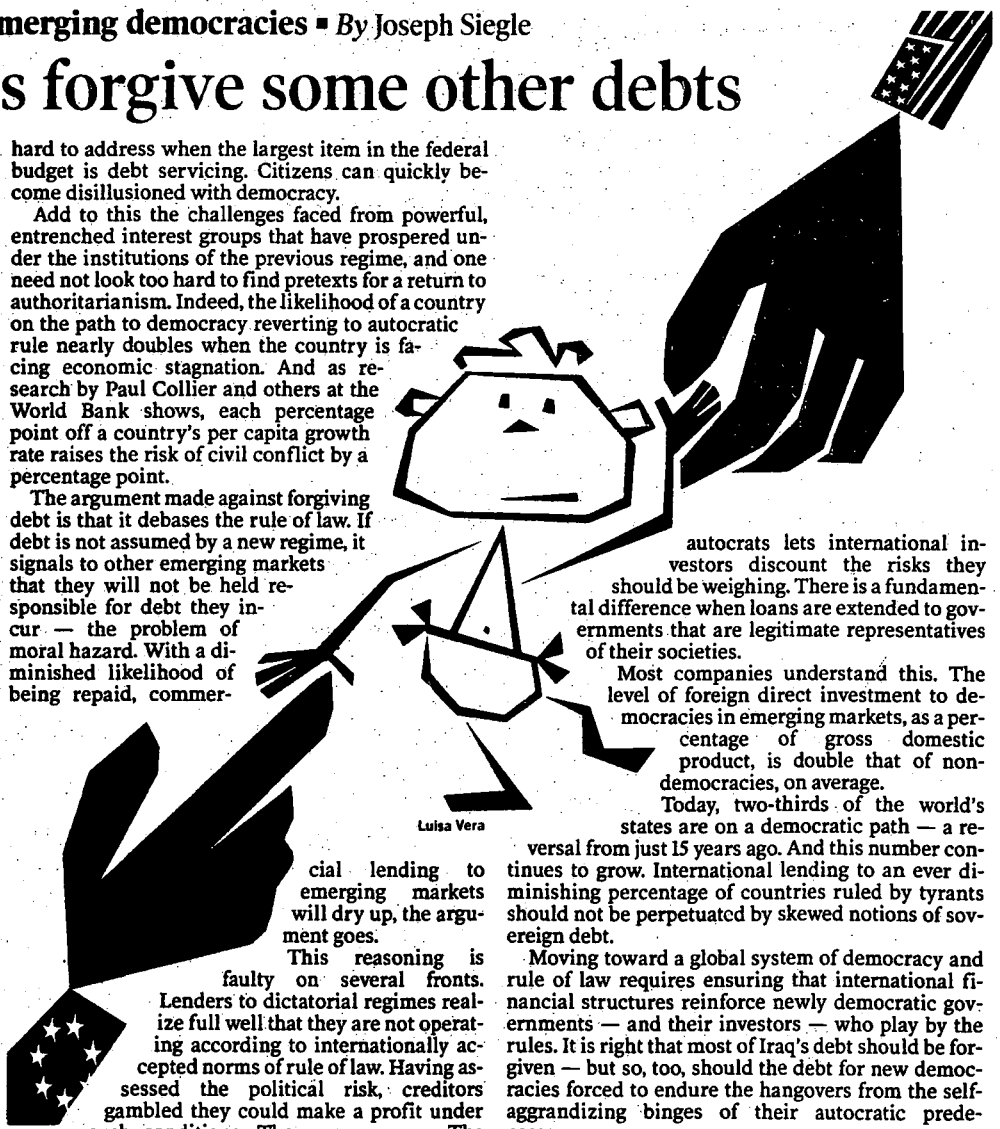 merging democracies ▪ By Joseph Siegle
s forgive some other debts
hard to address when the largest item in the federal
budget is debt servicing. Citizens can quickly be-
come disillusioned with democracy.
Add to this the challenges faced from powerful,
entrenched interest groups that have prospered un-
der the institutions of the previous regime, and one
need not look too hard to find pretexts for a return to
authoritarianism. Indeed, the likelihood of a country
on the path to democracy reverting to autocratic
rule nearly doubles when the country is fa-
cing economic stagnation. And as re-
search by Paul Collier and others at the
World Bank shows, each percentage
point off a country's per capita growth
rate raises the risk of civil conflict by a
percentage point.
The argument made against forgiving
debt is that it debases the rule of law. If
debt is not assumed by a new regime, it
signals to other emerging markets
that they will not be held re-
sponsible for debt they in-
cur — the problem of
moral hazard. With a di-
minished likelihood of
being repaid, commer-
Luisa Vera
cial lending to
emerging markets
will dry up, the argu-
ment goes.
This reasoning is
faulty on several fronts.
Lenders to dictatorial regimes real-
ize full well that they are not operat-
ing according to internationally ac-
cepted norms of rule of law. Having as-
sessed the political risk, creditors
gambled they could make a profit under
autocrats lets international in-
vestors discount the risks they
should be weighing. There is a fundamen-
tal difference when loans are extended to gov-
ernments that are legitimate representatives
of their societies.
Most companies understand this. The
level of foreign direct investment to de-
mocracies in emerging markets, as a per-
centage of gross domestic
product, is double that of non-
democracies, on average.
Today, two-thirds of the world's
states are on a democratic path — a re-
versal from just 15 years ago. And this number con-
tinues to grow. International lending to an ever di-
minishing percentage of countries ruled by tyrants
should not be perpetuated by skewed notions of sov-
ereign debt.
Moving toward a global system of democracy and
rule of law requires ensuring that international fi-
nancial structures reinforce newly democratic gov-
ernments — and their investors — who play by the
rules. It is right that most of Iraq's debt should be for-
given — but so, too, should the debt for new democ-
racies forced to endure the hangovers from the self-
aggrandizing binges of their autocratic prede-